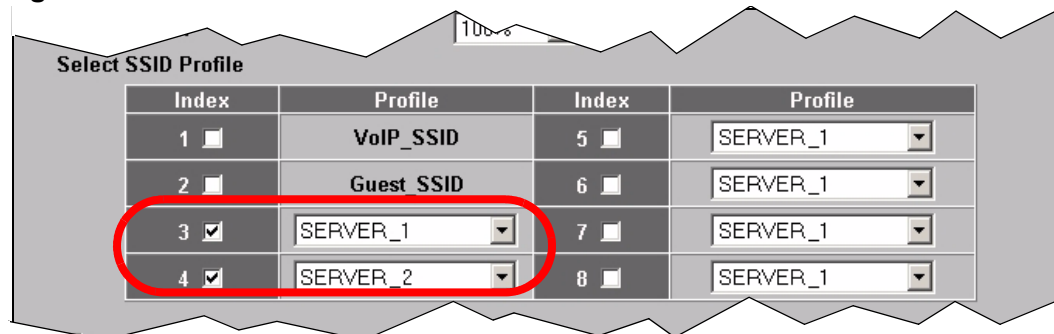 100%
Select SSID Profile
Index Profile Index Profile
1 VoIP_SSID 5 SERVER_1
2 Guest_SSID 6 SERVER_1
3 SERVER_1 7 SERVER_1
4 SERVER_2 8 SERVER_1